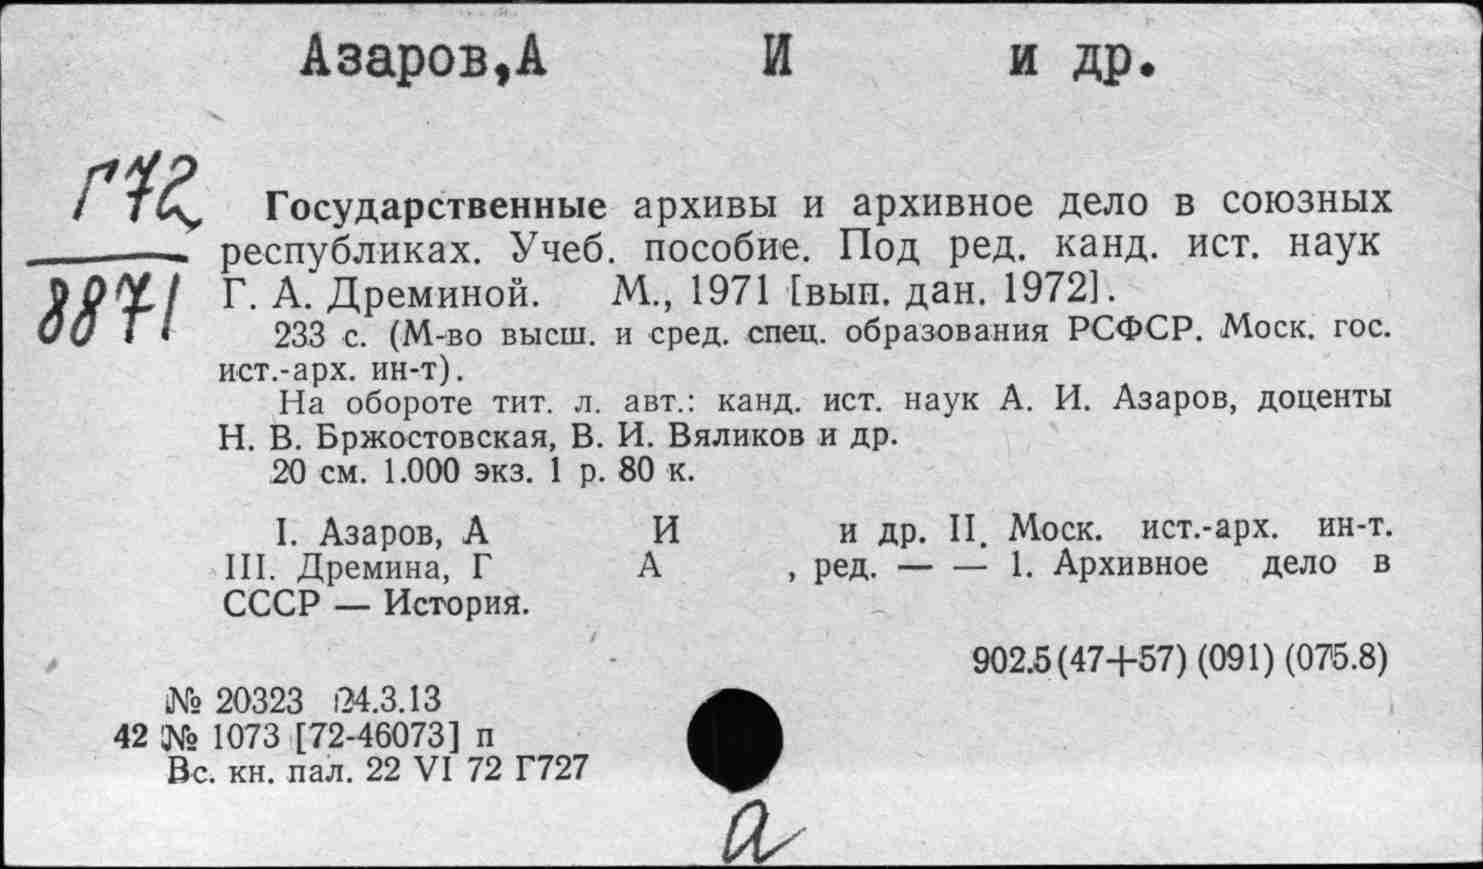 Азаров,А И и др.
Г72
8871
Государственные архивы и архивное дело в союзных
республиках. Учеб. пособие. Под ред. канд. ист. наук
Г. А. Дреминой. М., 1971 [вып. дан. 1972].
233 с. (М-во высш. и сред. спец. образования РСФСР. Моск. гос.
ист.-арх. ин-т).
На обороте тит. л. авт.: канд. ист. наук А. И. Азаров, доценты
Н. В. Бржостовская, В. И. Вяликов и др.
20 см. 1.000 экз. 1 р. 80 к.
I. Азаров, А И и др. II. Моск. ист.-арх. ин-т.
III. Дремина, Г А , ред. — — 1. Архивное дело в
СССР — История.
902.5(47+57) (091) (075.8)
№ 20323 24.3.13
42 № 1073 [72-46073] п
Вс. кн. пал. 22 VI 72 Г727
а